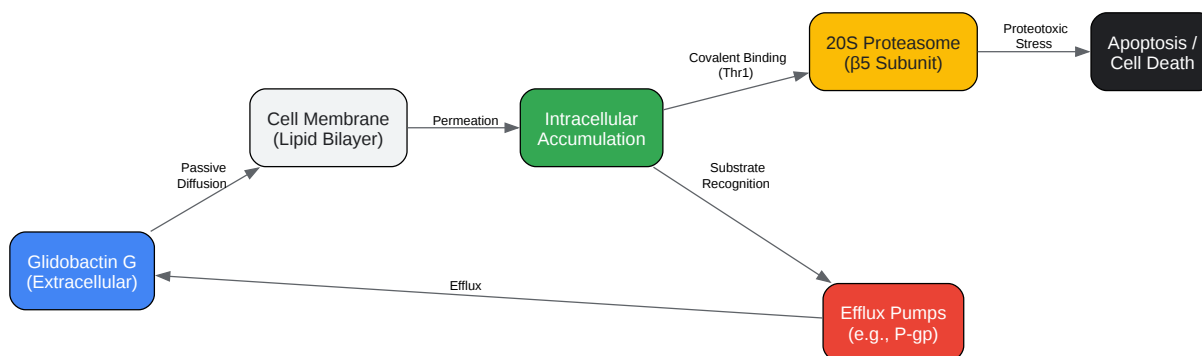 20S Proteasome
(β5 Subunit)
Proteotoxic
Stress
Apoptosis /
Cell Death
Covalent Binding
(Thr1)
Cell Membrane
(Lipid Bilayer)
Permeation
Intracellular
Accumulation
Passive
Diffusion
Substrate
Recognition
Glidobactin G
(Extracellular)
Efflux
Efflux Pumps
(e.g., P-gp)